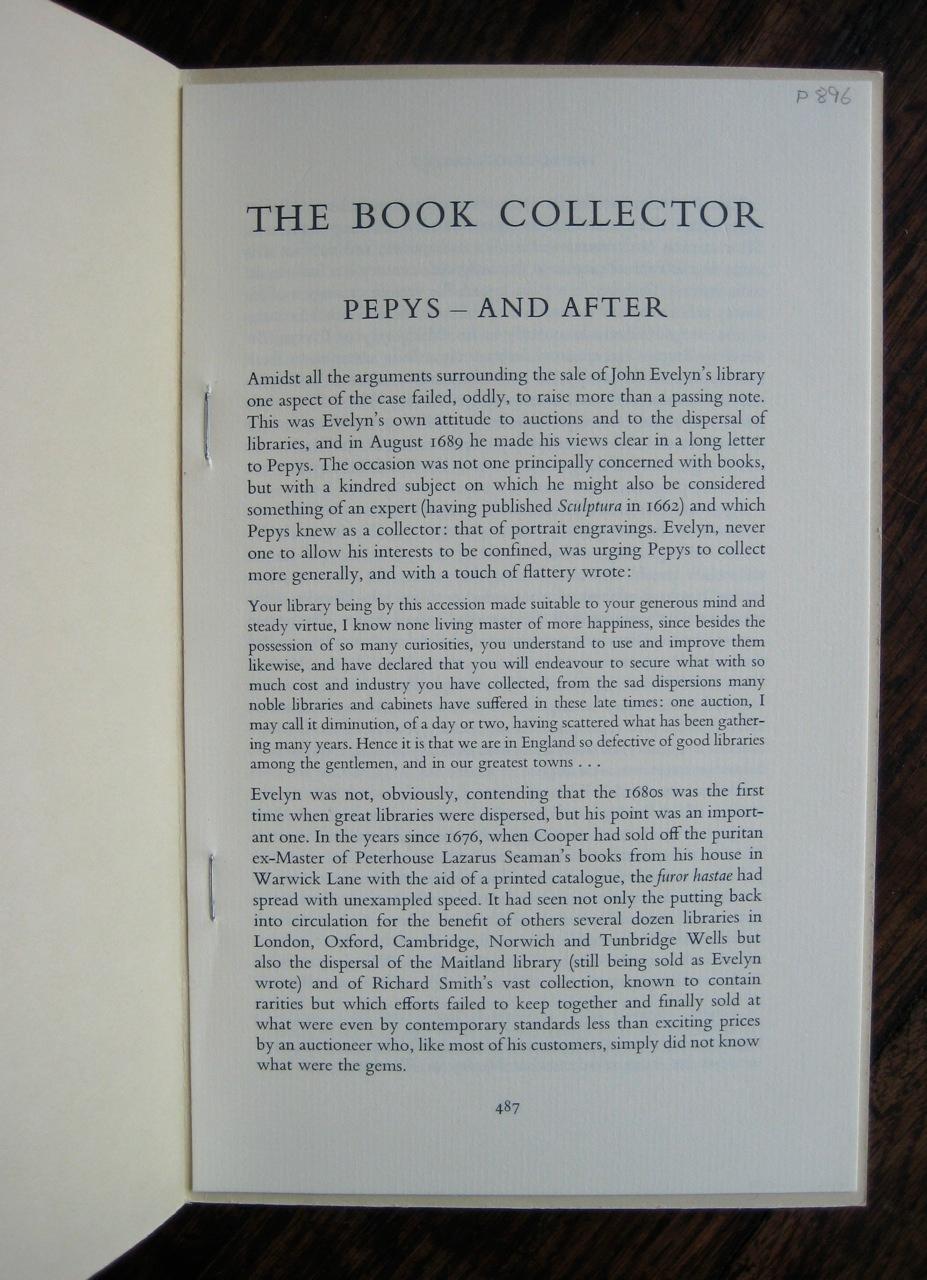 P 896
THE BOOK COLLECTOR
PEPYS – AND AFTER
Amidst all the arguments surrounding the sale of John Evelyn's library
one aspect of the case failed, oddly, to raise more than a passing note.
This was Evelyn's own attitude to auctions and to the dispersal of
libraries, and in August 1689 he made his views clear in a long letter
to Pepys. The occasion was not one principally concerned with books,
but with a kindred subject on which he might also be considered
something of an expert (having published Sculptura in 1662) and which
Pepys knew as a collector: that of portrait engravings. Evelyn, never
one to allow his interests to be confined, was urging Pepys to collect
more generally, and with a touch of flattery wrote:
Your library being by this accession made suitable to your generous mind and
steady virtue, I know none living master of more happiness, since besides the
possession of so many curiosities, you understand to use and improve them
likewise, and have declared that you will endeavour to secure what with so
much cost and industry you have collected, from the sad dispersions many
noble libraries and cabinets have suffered in these late times: one auction, I
may call it diminution, of a day or two, having scattered what has been gather-
ing many years. Hence it is that we are in England so defective of good libraries
among the gentlemen, and in our greatest towns . . .
Evelyn was not, obviously, contending that the 1680s was the first
time when great libraries were dispersed, but his point was an import-
ant one. In the years since 1676, when Cooper had sold off the puritan
ex-Master of Peterhouse Lazarus Seaman's books from his house in
Warwick Lane with the aid of a printed catalogue, the furor hastae had
spread with unexampled speed. It had seen not only the putting back
into circulation for the benefit of others several dozen libraries in
London, Oxford, Cambridge, Norwich and Tunbridge Wells but
also the dispersal of the Maitland library (still being sold as Evelyn
wrote) and of Richard Smith's vast collection, known to contain
rarities but which efforts failed to keep together and finally sold at
what were even by contemporary standards less than exciting prices
by an auctioneer who, like most of his customers, simply did not know
what were the gems.
487